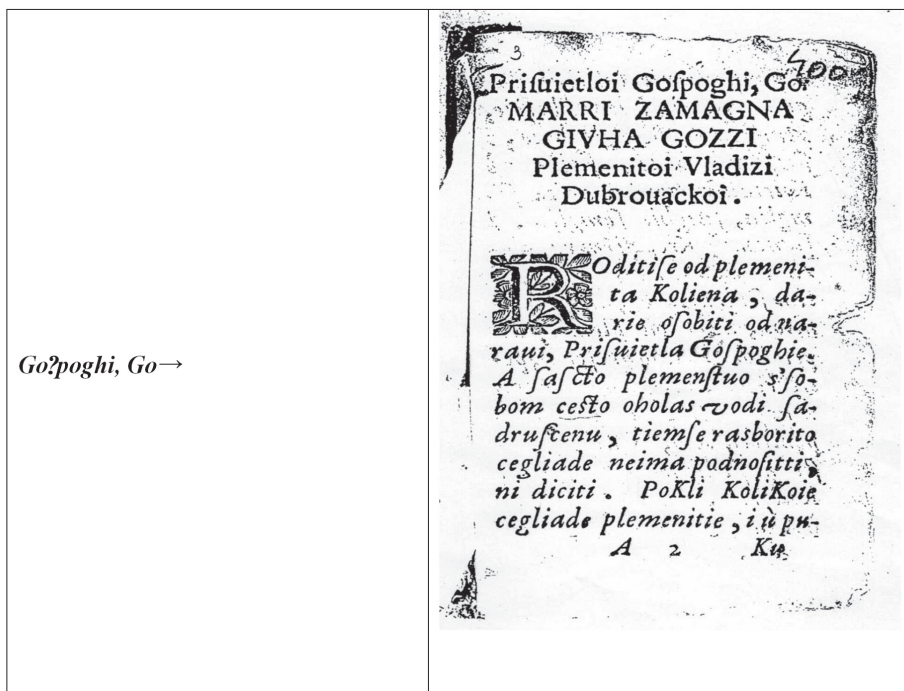 Go?poghi, Go→
3
400
Priſuietloi Goſpoghi, Go:
MARRI ZAMAGNA
GIVHA GOZZI
Plemenitoi Vladizi
Dubrouackoi.
RODitiſe od plemeni-
ta Koliena, da-
rie oſobiti od na-
raui, Priſuietla Goſpoghie.
A ſaſcto plemenſtuo s'ſo-
bom ceſto oholas vodi ſa-
druſcenu, tiemſe rasborito
cegliade neima podnoſitti,
ni diciti. PoKli KoliKoie
cegliade plemenitie, i ù pu-
A 2 Ku